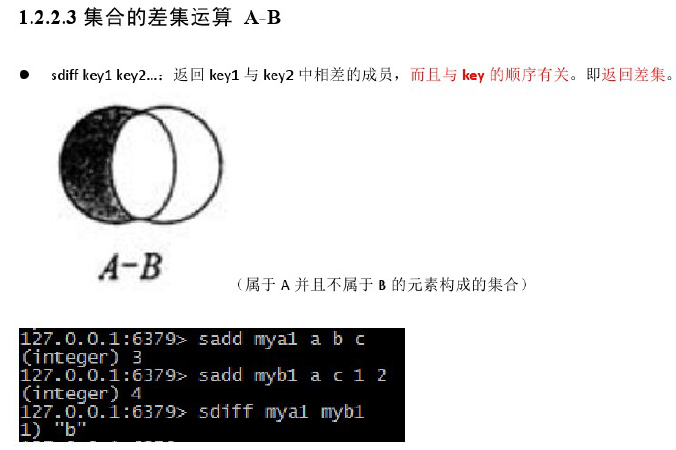 1.2.2.3 集合的差集运算 A-B
● sdiff key1 key2...：返回 key1 与 key2 中相差的成员，而且与 key 的顺序有关。即返回差集。
A-B
（属于 A 并且不属于 B 的元素构成的集合）
127.0.0.1:6379> sadd mya1 a b c
(integer) 3
127.0.0.1:6379> sadd myb1 a c 1 2
(integer) 4
127.0.0.1:6379> sdiff mya1 myb1
1) "b"